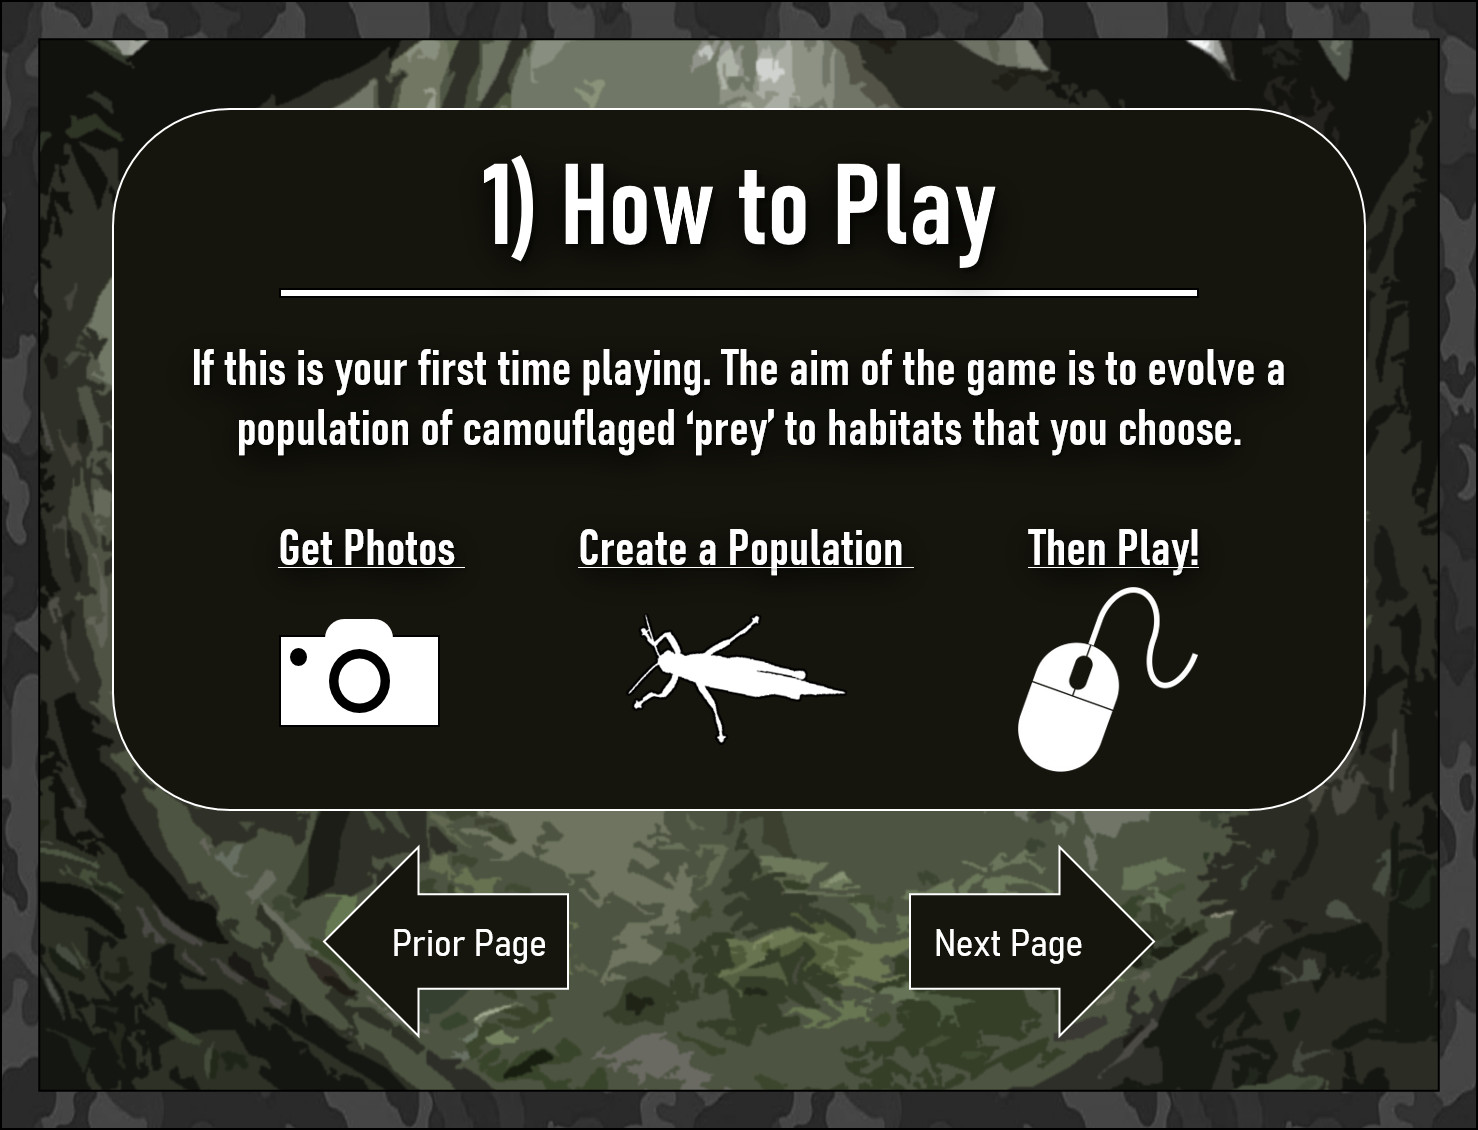 1) How to Play
If this is your first time playing. The aim of the game is to evolve a
population of camouflaged ‘prey’ to habitats that you choose.
Get Photos
Create a Population
Then Play!
Prior Page
Next Page